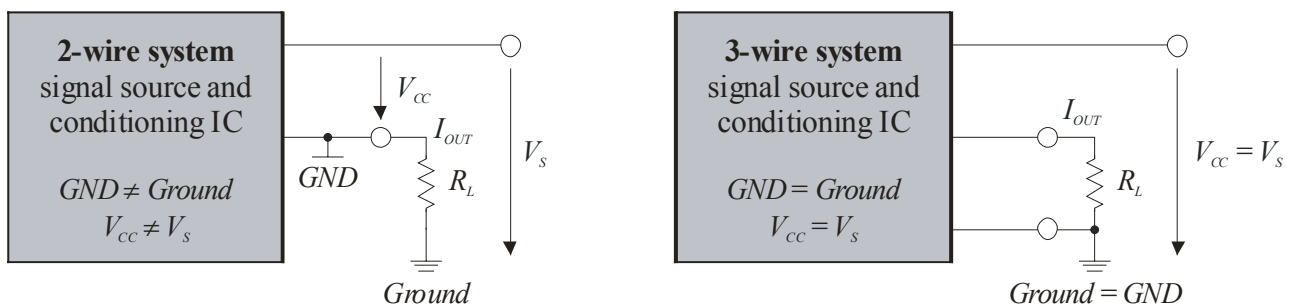 2-wire system
signal source and
conditioning IC
GND ≠ Ground
V_CC ≠ V_S
V_CC
I_OUT
GND
R_L
V_S
Ground
3-wire system
signal source and
conditioning IC
GND = Ground
V_CC = V_S
I_OUT
R_L
V_CC = V_S
Ground = GND